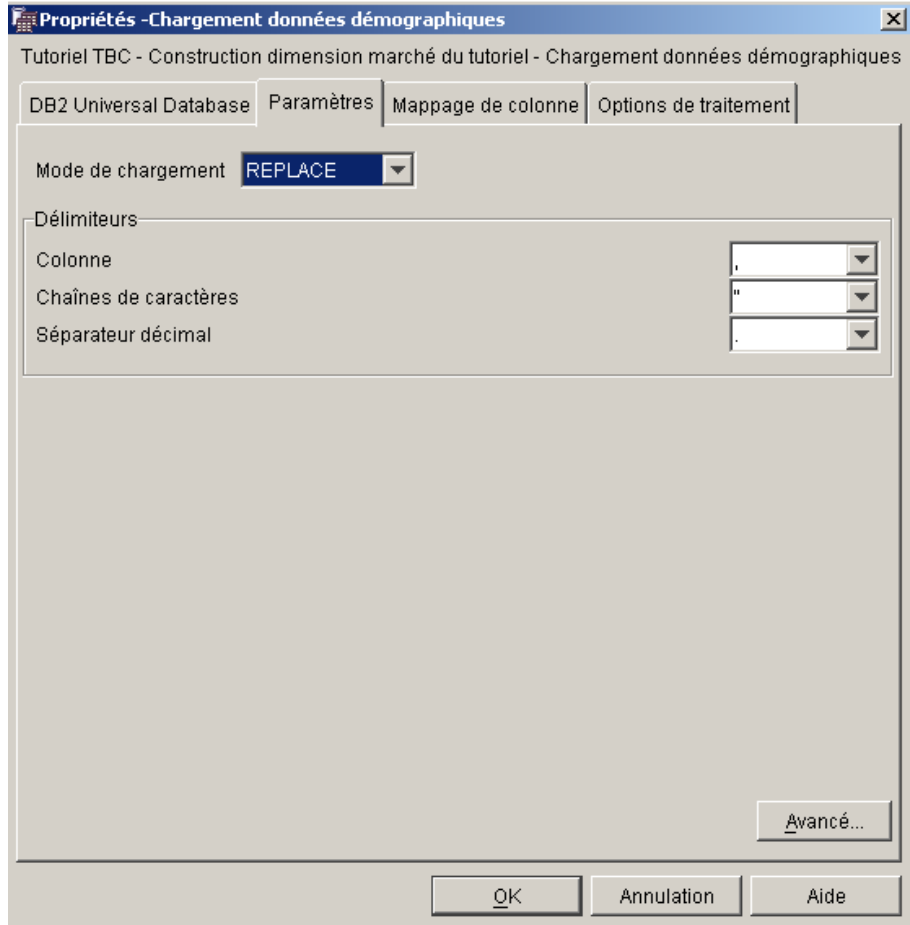 Propriétés -Chargement données démographiques
Tutoriel TBC - Construction dimension marché du tutoriel - Chargement données démographiques
DB2 Universal Database Paramètres Mappage de colonne Options de traitement
Mode de chargement REPLACE
Délimiteurs
Colonne ,
Chaînes de caractères "
Séparateur décimal .
Avancé...
OK Annulation Aide